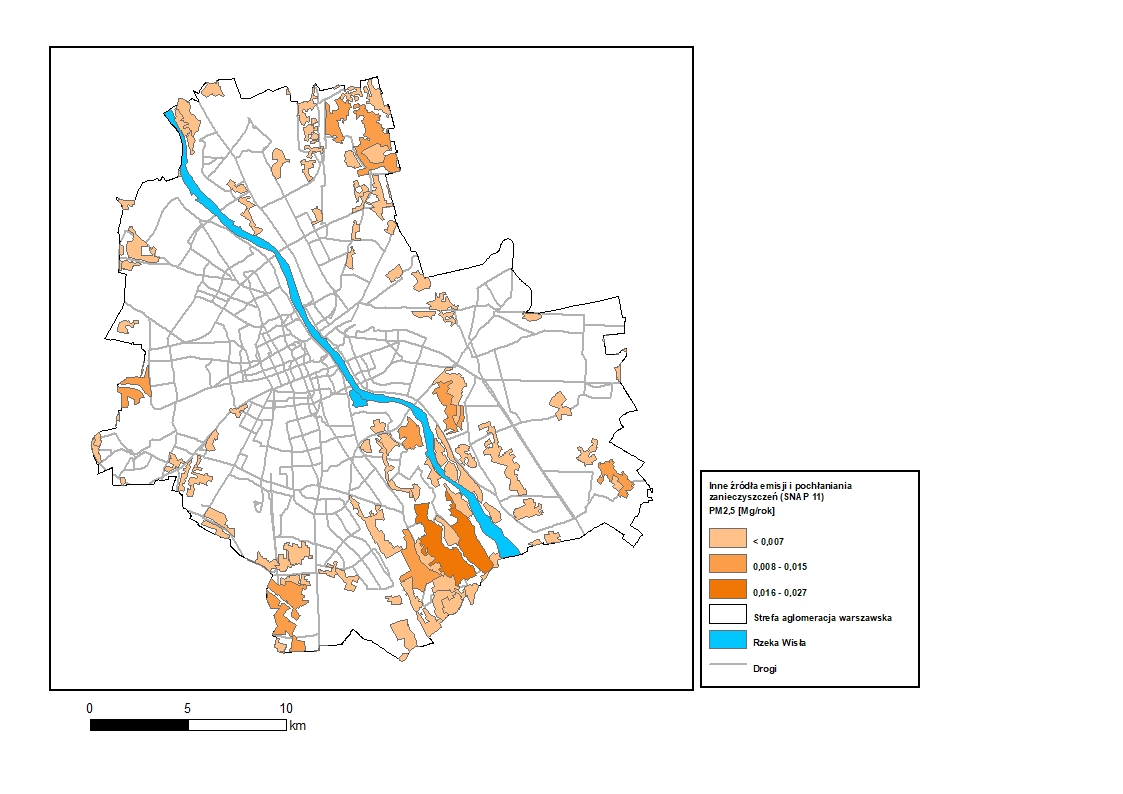 Inne źródła emisji i pochłaniania
zanieczyszczeń (SNAP 11)
PM2,5 [Mg/rok]
< 0,007
0,008 - 0,015
0,016 - 0,027
Strefa aglomeracja warszawska
Rzeka Wisła
Drogi
0 5 10
km